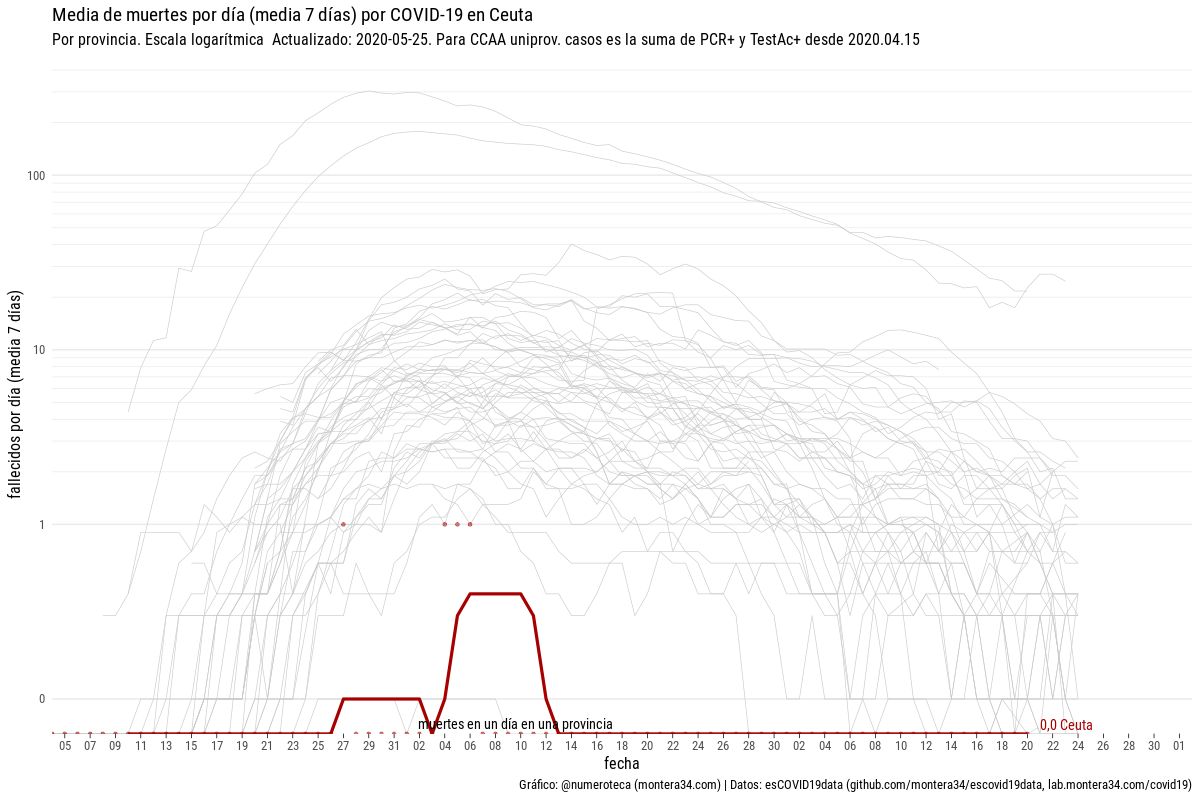 Media de muertes por día (media 7 días) por COVID-19 en Ceuta
Por provincia. Escala logarítmica  Actualizado: 2020-05-25. Para CCAA uniprov. casos es la suma de PCR+ y TestAc+ desde 2020.04.15
fallecidos por día (media 7 días)
100
10
1
0
muertes en un día en una provincia
0,0 Ceuta
05 07 09 11 13 15 17 19 21 23 25 27 29 31 02 04 06 08 10 12 14 16 18 20 22 24 26 28 30 02 04 06 08 10 12 14 16 18 20 22 24 26 28 30 01
fecha
Gráfico: @numeroteca (montera34.com) | Datos: esCOVID19data (github.com/montera34/escovid19data, lab.montera34.com/covid19)